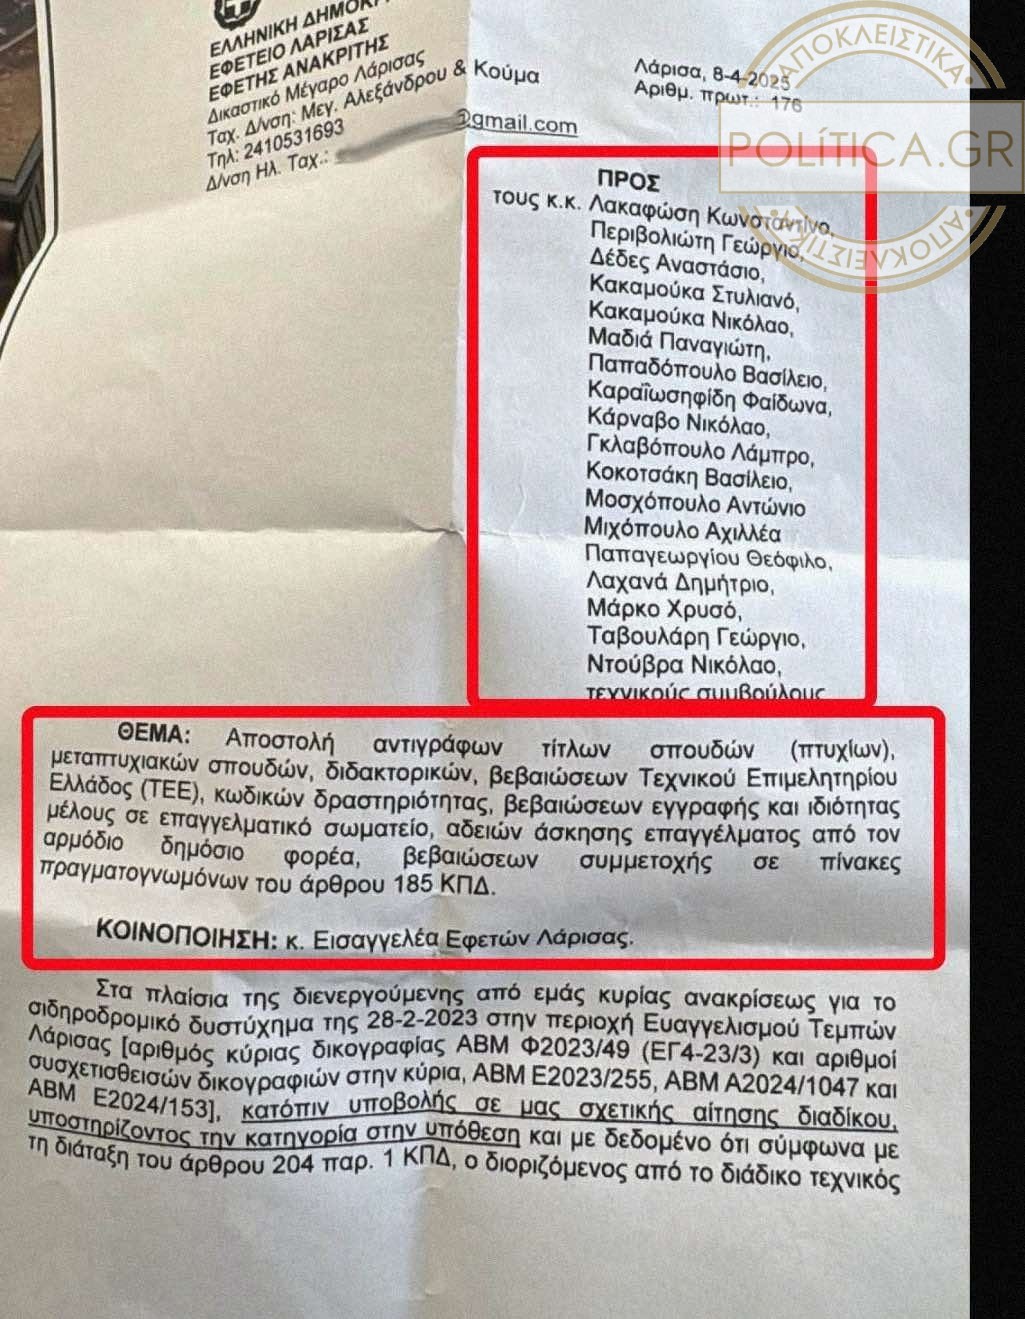 ΕΛΛΗΝΙΚΗ ΔΗΜΟΚΡ
ΕΦΕΤΕΙΟ ΛΑΡΙΣΑΣ
ΕΦΕΤΗΣ ΑΝΑΚΡΙΤΗΣ
Δικαστικό Μέγαρο Λάρισας
Ταχ. Δ/νση: Μεγ. Αλεξάνδρου & Κούμα
Τηλ: 2410531693
Δ/νση Ηλ. Ταχ.: @gmail.com
Λάρισα, 8-4-2025
Αριθμ. πρωτ.: 176
ΑΠΟΚΛΕΙΣΤΙΚΑ
POLÍTICA.GR
ΑΠΟΚΛΕΙΣΤΙΚΑ
ΠΡΟΣ
τους κ.κ. Λακαφώση Κωνσταντίνο,
Περιβολιώτη Γεώργιο,
Δέδες Αναστάσιο,
Κακαμούκα Στυλιανό,
Κακαμούκα Νικόλαο,
Μαδιά Παναγιώτη,
Παπαδόπουλο Βασίλειο,
Καραϊωσηφίδη Φαίδωνα,
Κάρναβο Νικόλαο,
Γκλαβόπουλο Λάμπρο,
Κοκοτσάκη Βασίλειο,
Μοσχόπουλο Αντώνιο
Μιχόπουλο Αχιλλέα
Παπαγεωργίου Θεόφιλο,
Λαχανά Δημήτριο,
Μάρκο Χρυσό,
Ταβουλάρη Γεώργιο,
Ντούβρα Νικόλαο,
τεχνικούς συμβούλους
ΘΕΜΑ: Αποστολή αντιγράφων τίτλων σπουδών (πτυχίων),
μεταπτυχιακών σπουδών, διδακτορικών, βεβαιώσεων Τεχνικού Επιμελητηρίου
Ελλάδος (ΤΕΕ), κωδικών δραστηριότητας, βεβαιώσεων εγγραφής και ιδιότητας
μέλους σε επαγγελματικό σωματείο, αδειών άσκησης επαγγέλματος από τον
αρμόδιο δημόσιο φορέα, βεβαιώσεων συμμετοχής σε πίνακες
πραγματογνωμόνων του άρθρου 185 ΚΠΔ.
ΚΟΙΝΟΠΟΙΗΣΗ: κ. Εισαγγελέα Εφετών Λάρισας.
Στα πλαίσια της διενεργούμενης από εμάς κυρίας ανακρίσεως για το
σιδηροδρομικό δυστύχημα της 28-2-2023 στην περιοχή Ευαγγελισμού Τεμπών
Λάρισας [αριθμός κύριας δικογραφίας ΑΒΜ Φ2023/49 (ΕΓ4-23/3) και αριθμοί
συσχετισθεισών δικογραφιών στην κύρια, ΑΒΜ Ε2023/255, ΑΒΜ Α2024/1047 και
ΑΒΜ Ε2024/153], κατόπιν υποβολής σε μας σχετικής αίτησης διαδίκου,
υποστηρίζοντος την κατηγορία στην υπόθεση και με δεδομένο ότι σύμφωνα με
τη διάταξη του άρθρου 204 παρ. 1 ΚΠΔ, ο διοριζόμενος από το διάδικο τεχνικός